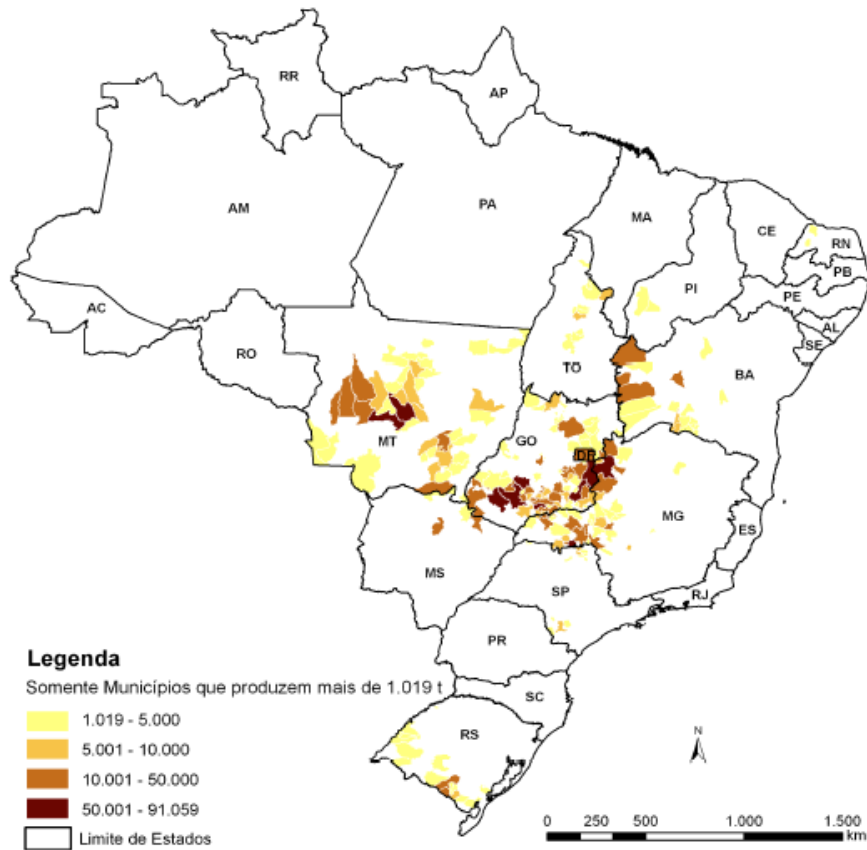 RR
AP
AM
PA
MA
CE
RN
PB
PI
PE
AC
AL
SE
RO
TO
BA
MT
GO
DF
MG
ES
MS
SP
RJ
PR
Legenda
Somente Municípios que produzem mais de 1.019 t
SC
1.019 - 5.000
RS
5.001 - 10.000
N
10.001 - 50.000
50.001 - 91.059
0 250 500 1.000 1.500
km
Limite de Estados